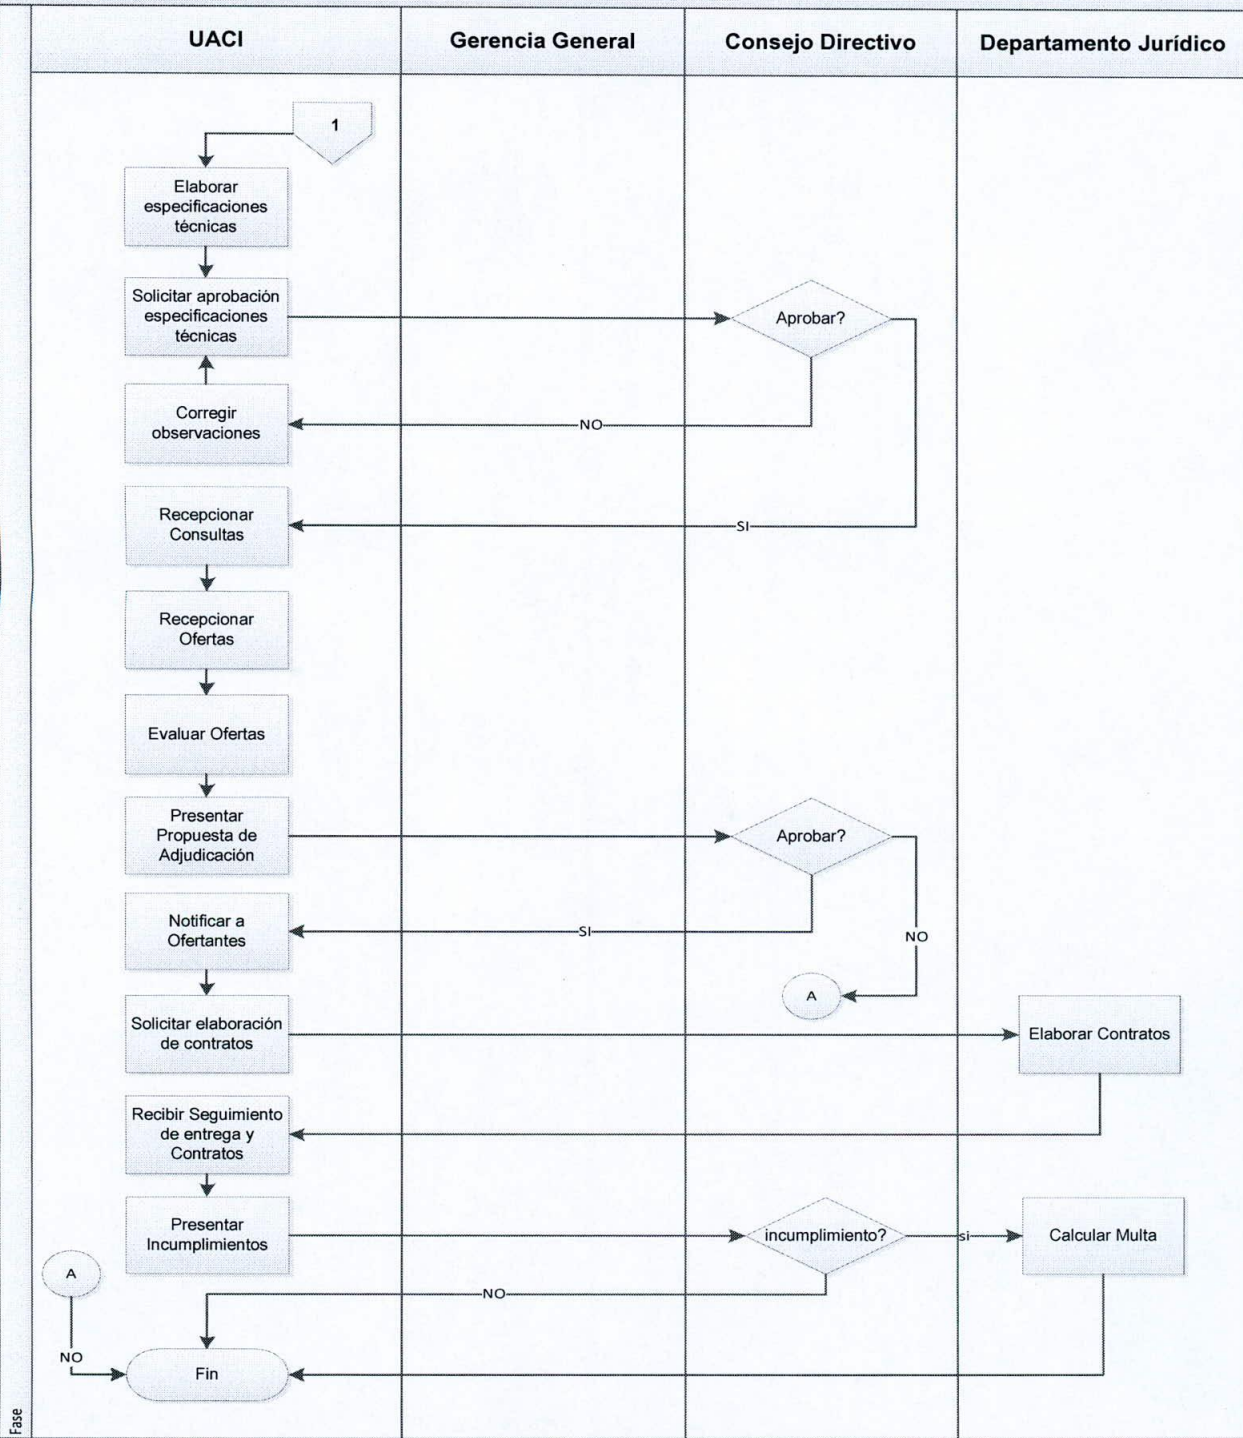 UACI
Gerencia General
Consejo Directivo
Departamento Jurídico
1
Elaborar
especificaciones
técnicas
Solicitar aprobación
especificaciones
técnicas
Aprobar?
Corregir
observaciones
NO
Recepcionar
Consultas
SI
Recepcionar
Ofertas
Evaluar Ofertas
Presentar
Propuesta de
Adjudicación
Aprobar?
Notificar a
Ofertantes
SI
NO
A
Solicitar elaboración
de contratos
Elaborar Contratos
Recibir Seguimiento
de entrega y
Contratos
Presentar
Incumplimientos
incumplimiento?
si
Calcular Multa
A
NO
NO
Fin
Fase